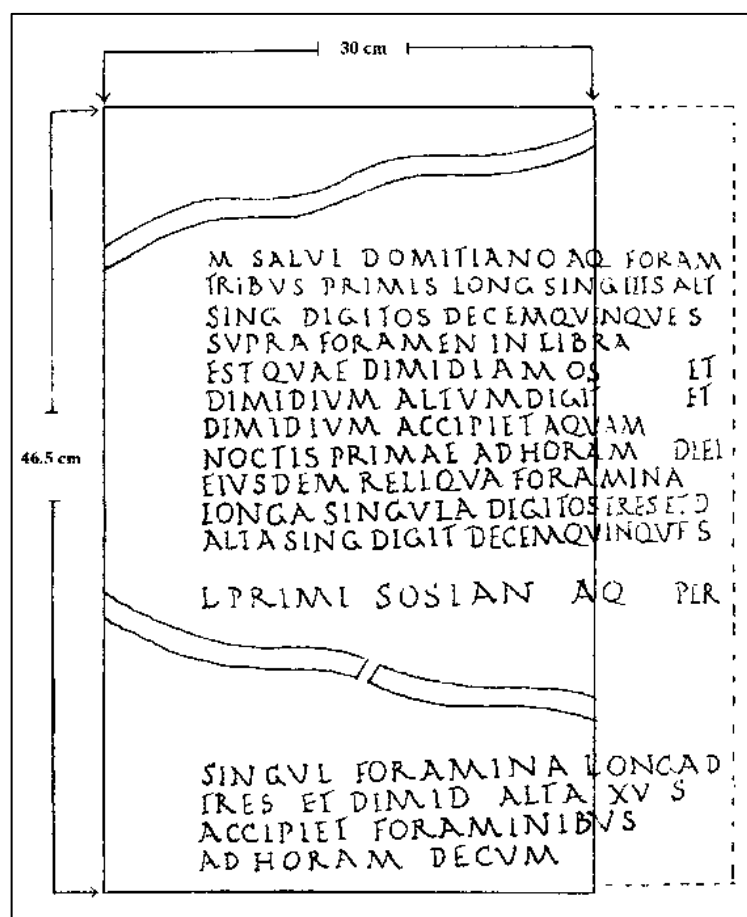 30 cm
46.5 cm
M SALVI DOMITIANO AQ FORAM
TRIBVS PRIMIS LONG SING IIIS ALT
SING DIGITOS DECEMQVINQVE S
SVPRA FORAMEN IN LIBRA
EST QVAE DIMIDIAM OS ET
DIMIDIVM ALTVM DIGIT ET
DIMIDIVM ACCIPIET AQVAM
NOCTIS PRIMAE AD HORAM DIEI
EIVSDEM RELIQVA FORAMINA
LONGA SINGVLA DIGITOS TRES ET D
ALTA SING DIGIT DECEMQVINQVE S
L PRIMI SOSIAN AQ PER
SINGVL FORAMINA LONGA D
TRES ET DIMID ALTA XV S
ACCIPIET FORAMINIBVS
AD HORAM DECVM